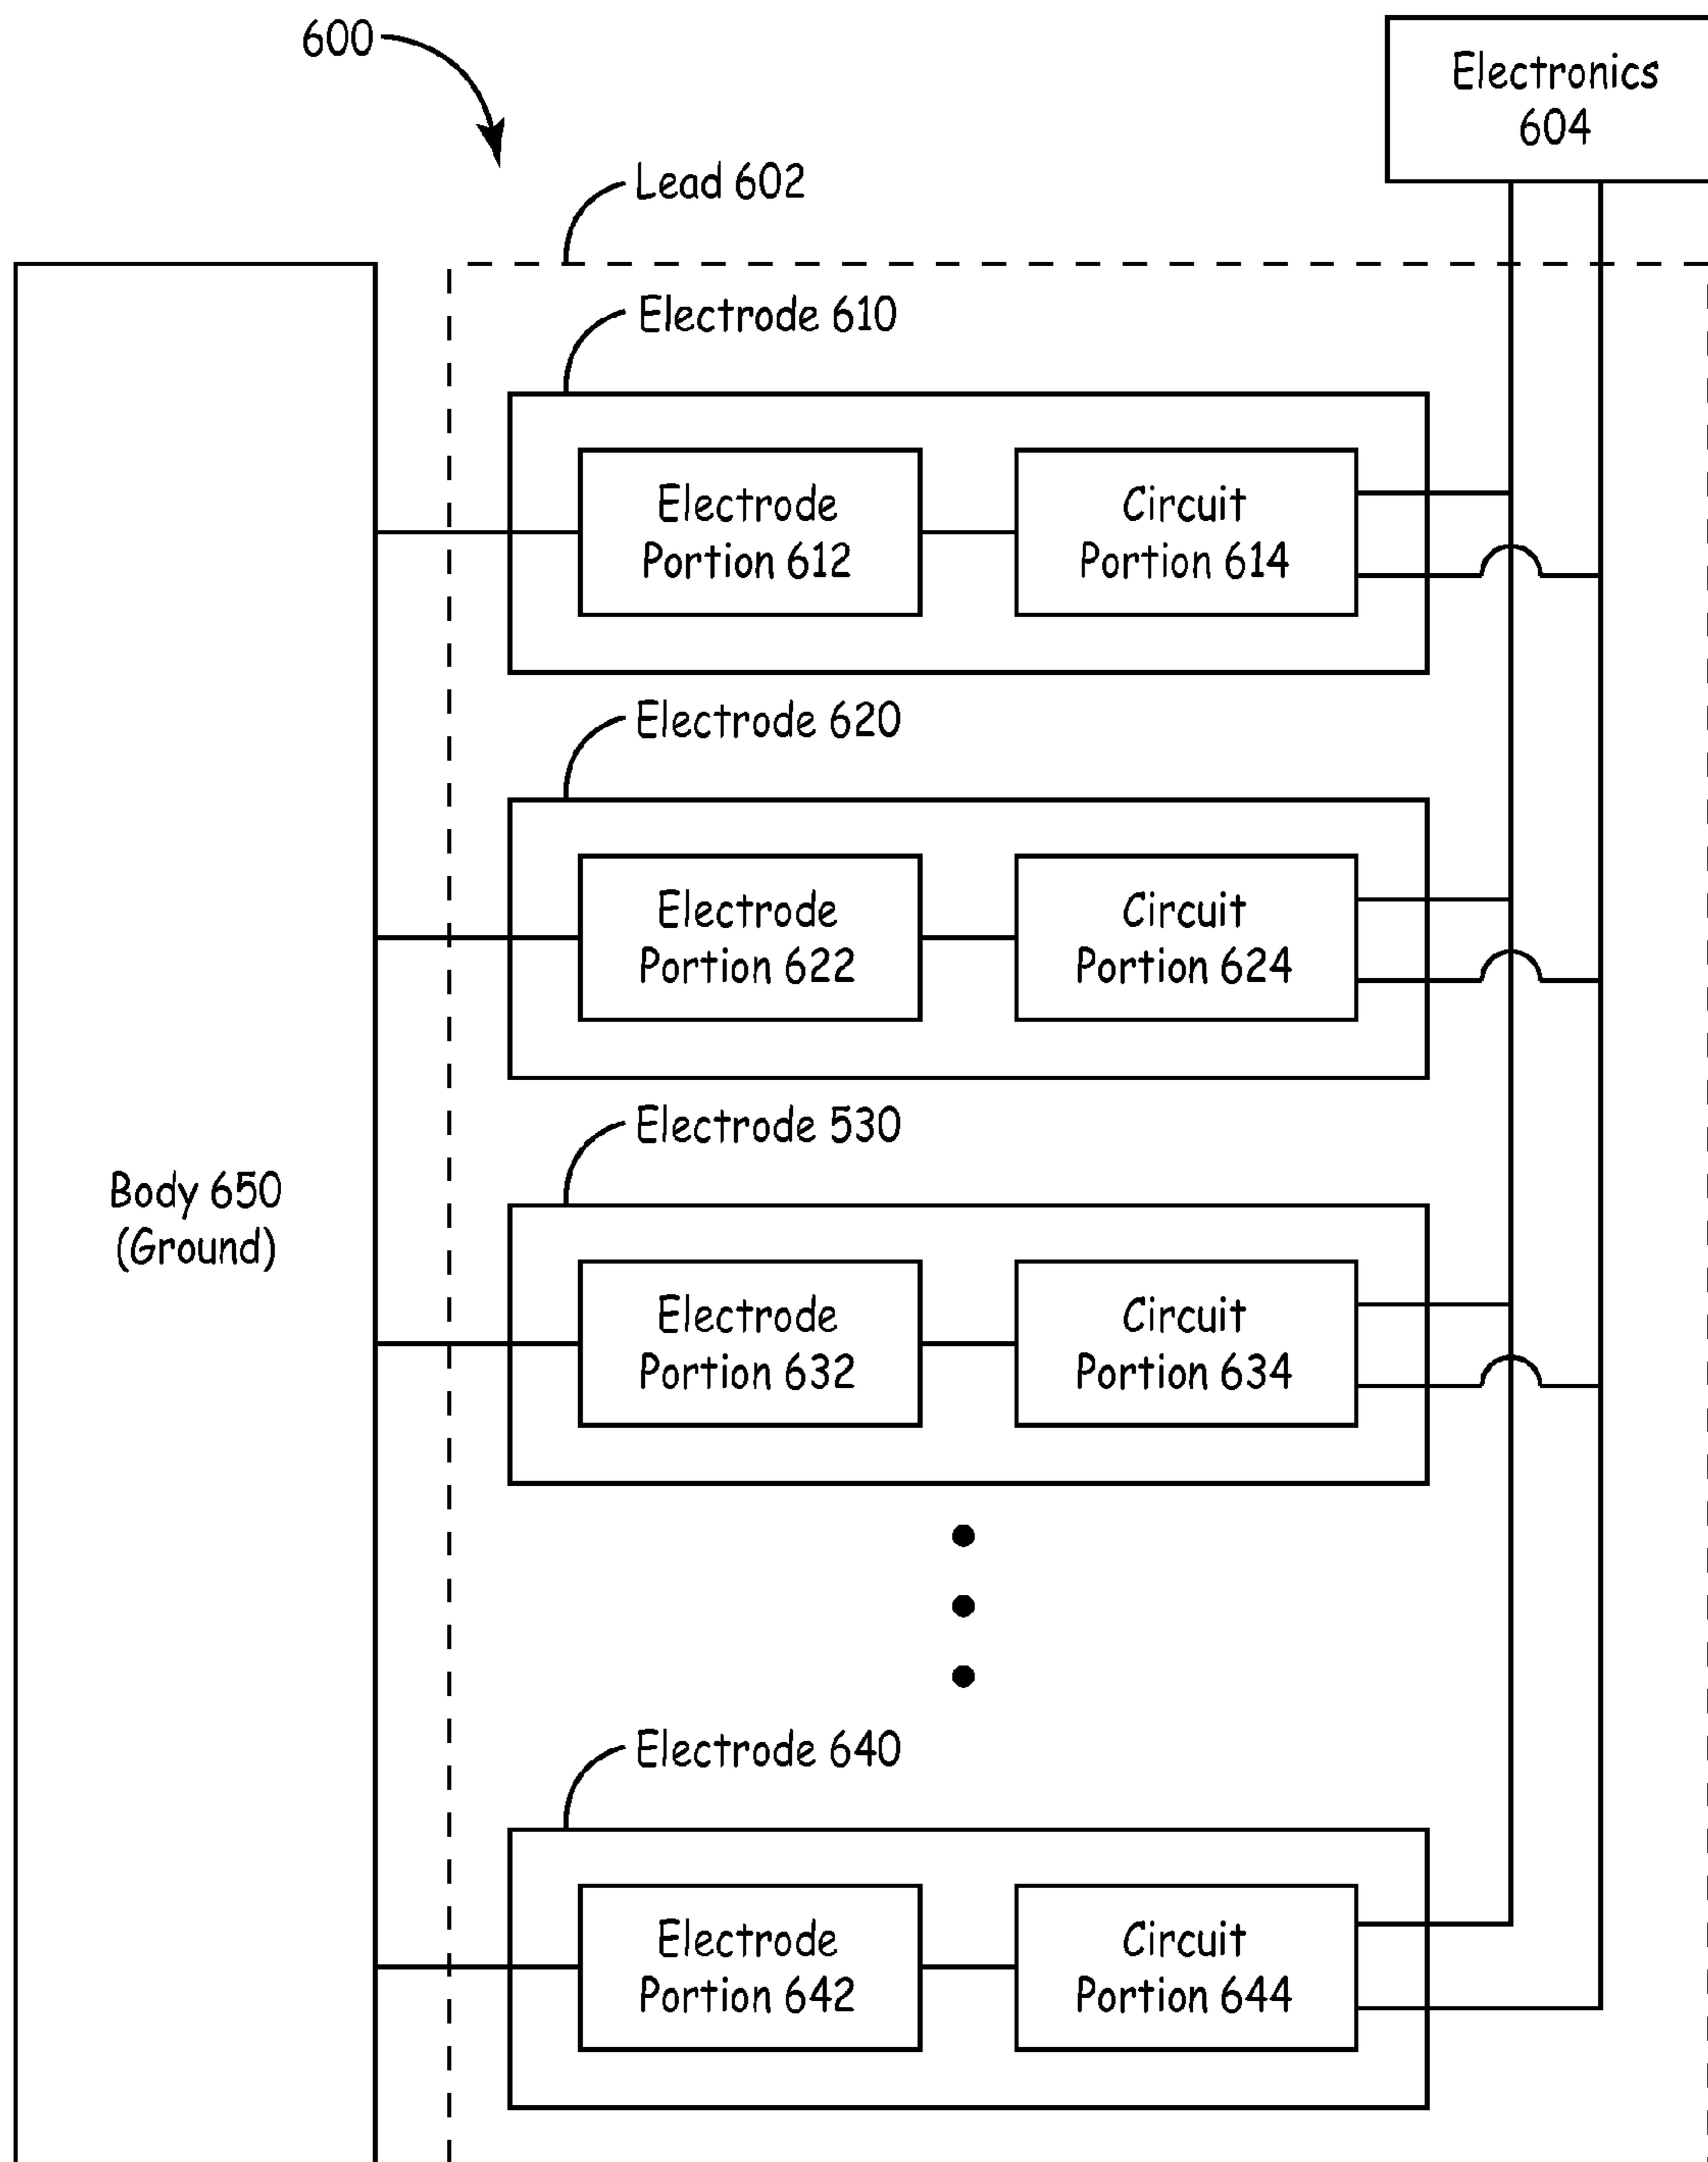 600
Electronics
604
Lead 602
Electrode 610
Electrode
Portion 612
Circuit
Portion 614
Electrode 620
Electrode
Portion 622
Circuit
Portion 624
Electrode 530
Body 650
(Ground)
Electrode
Portion 632
Circuit
Portion 634
Electrode 640
Electrode
Portion 642
Circuit
Portion 644